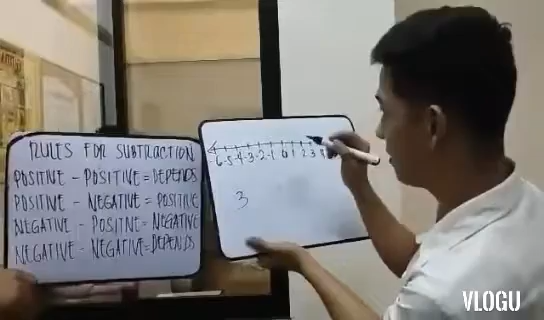 RULES FOR SUBTRACTION
POSITIVE - POSITIVE = DEPENDS
POSITIVE - NEGATIVE = POSITIVE
NEGATIVE - POSITIVE = NEGATIVE
NEGATIVE - NEGATIVE = DEPENDS
-6 -5 -4 -3 -2 -1 0 1 2 3
3
VLOGU